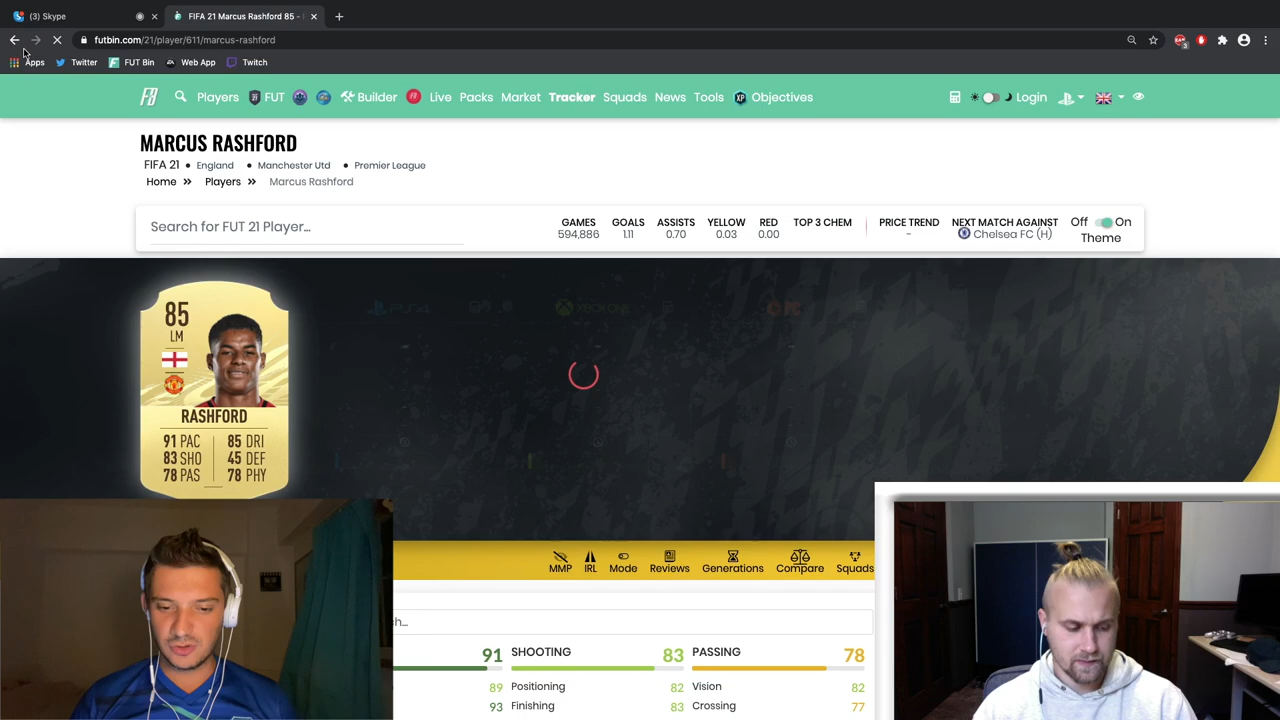 (3) Skype
FIFA 21 Marcus Rashford 85 -
futbin.com/21/player/611/marcus-rashford
Apps Twitter FUT Bin Web App Twitch
Players FUT Builder Live Packs Market Tracker Squads News Tools XP Objectives Login
MARCUS RASHFORD
FIFA 21 • England • Manchester Utd • Premier League
Home » Players » Marcus Rashford
Search for FUT 21 Player...
GAMES GOALS ASSISTS YELLOW RED TOP 3 CHEM PRICE TREND NEXT MATCH AGAINST
594,886 1.11 0.70 0.03 0.00 - Chelsea FC (H)
Off On
Theme
PS4 XBOX ONE
85
LM
RASHFORD
91 PAC 85 DRI
83 SHO 45 DEF
78 PAS 78 PHY
MMP IRL Mode Reviews Generations Compare Squads
ch...
91 SHOOTING 83 PASSING 78
89 Positioning 82 Vision 82
93 Finishing 83 Crossing 77